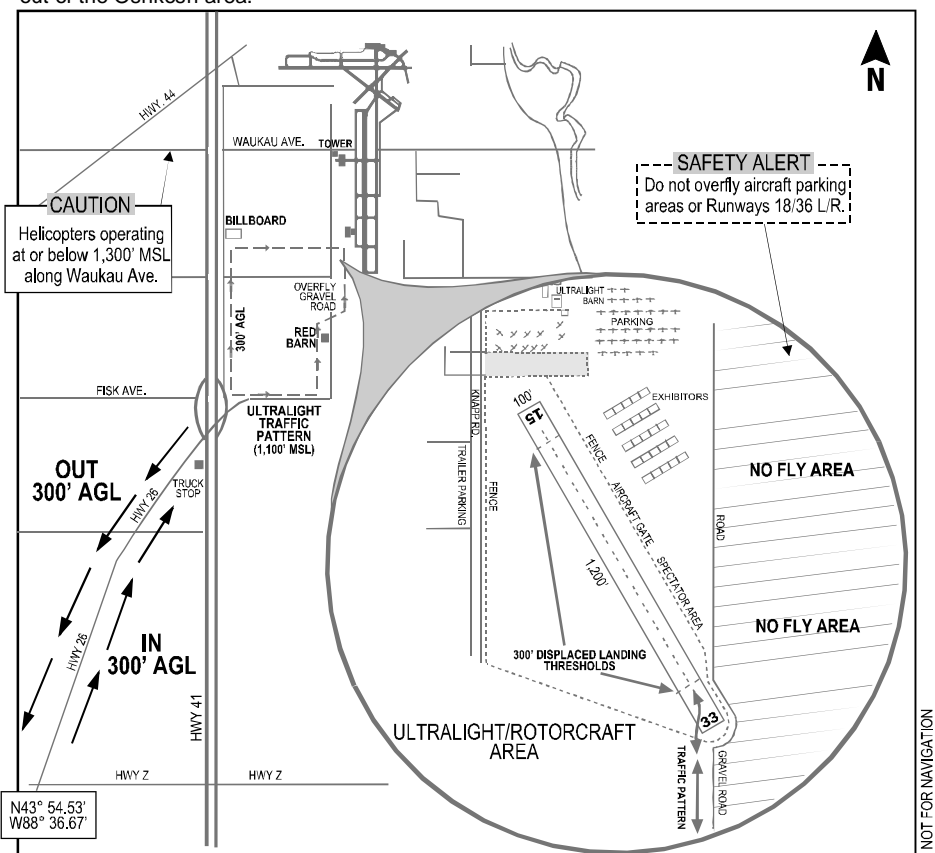 N
HWY. 44
WAUKAU AVE.
TOWER
SAFETY ALERT
Do not overfly aircraft parking
areas or Runways 18/36 L/R.
CAUTION
Helicopters operating
at or below 1,300’ MSL
along Waukau Ave.
BILLBOARD
OVERFLY
GRAVEL
ROAD
300’ AGL
RED
BARN
ULTRALIGHT
BARN
PARKING
FISK AVE.
ULTRALIGHT
TRAFFIC
PATTERN
(1,100’ MSL)
KNAPP RD.
100’
15
EXHIBITORS
FENCE
OUT
300’ AGL
TRUCK
STOP
HWY 26
TRAILER PARKING
FENCE
AIRCRAFT GATE
NO FLY AREA
ROAD
1,200’
SPECTATOR AREA
NO FLY AREA
IN
300’ AGL
HWY 26
300’ DISPLACED LANDING
THRESHOLDS
HWY 41
33
ULTRALIGHT/ROTORCRAFT
AREA
TRAFFIC PATTERN
GRAVEL ROAD
HWY Z
HWY Z
N43° 54.53’
W88° 36.67’
NOT FOR NAVIGATION